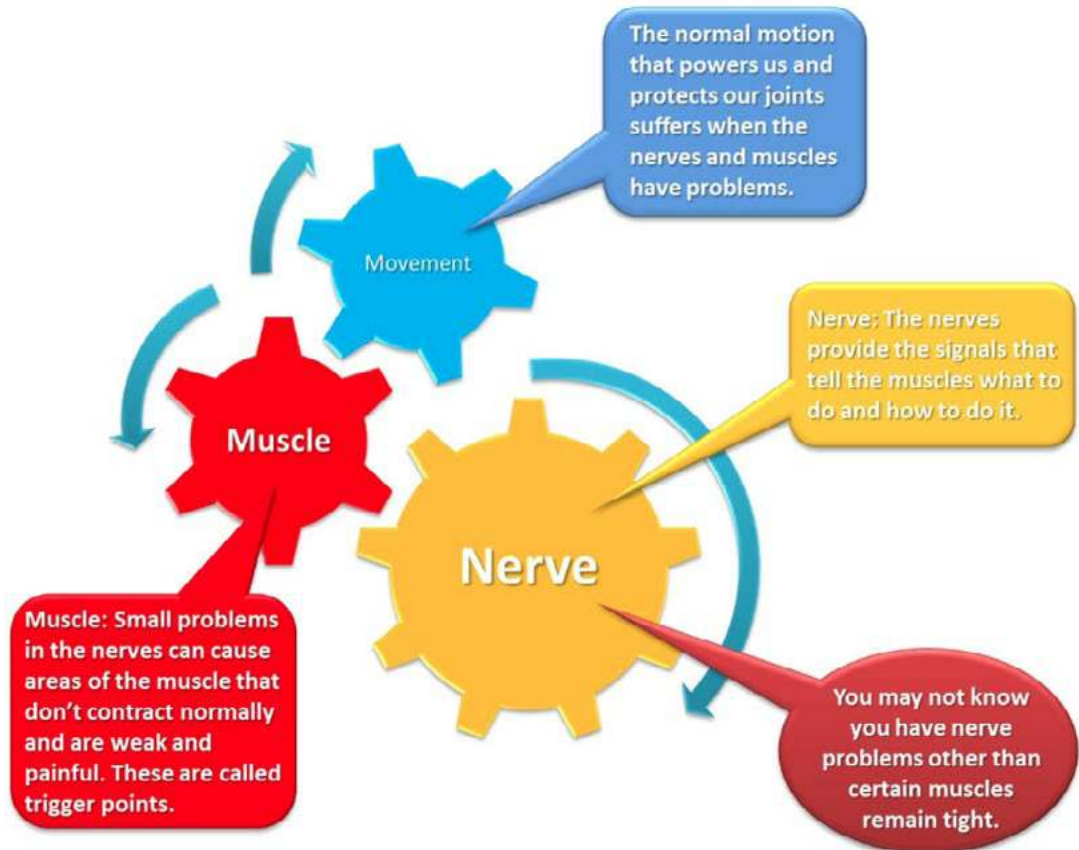 The normal motion
that powers us and
protects our joints
suffers when the
nerves and muscles
have problems.
Movement
Nerve: The nerves
provide the signals that
tell the muscles what to
do and how to do it.
Muscle
Nerve
Muscle: Small problems
in the nerves can cause
areas of the muscle that
don’t contract normally
and are weak and
painful. These are called
trigger points.
You may not know
you have nerve
problems other than
certain muscles
remain tight.